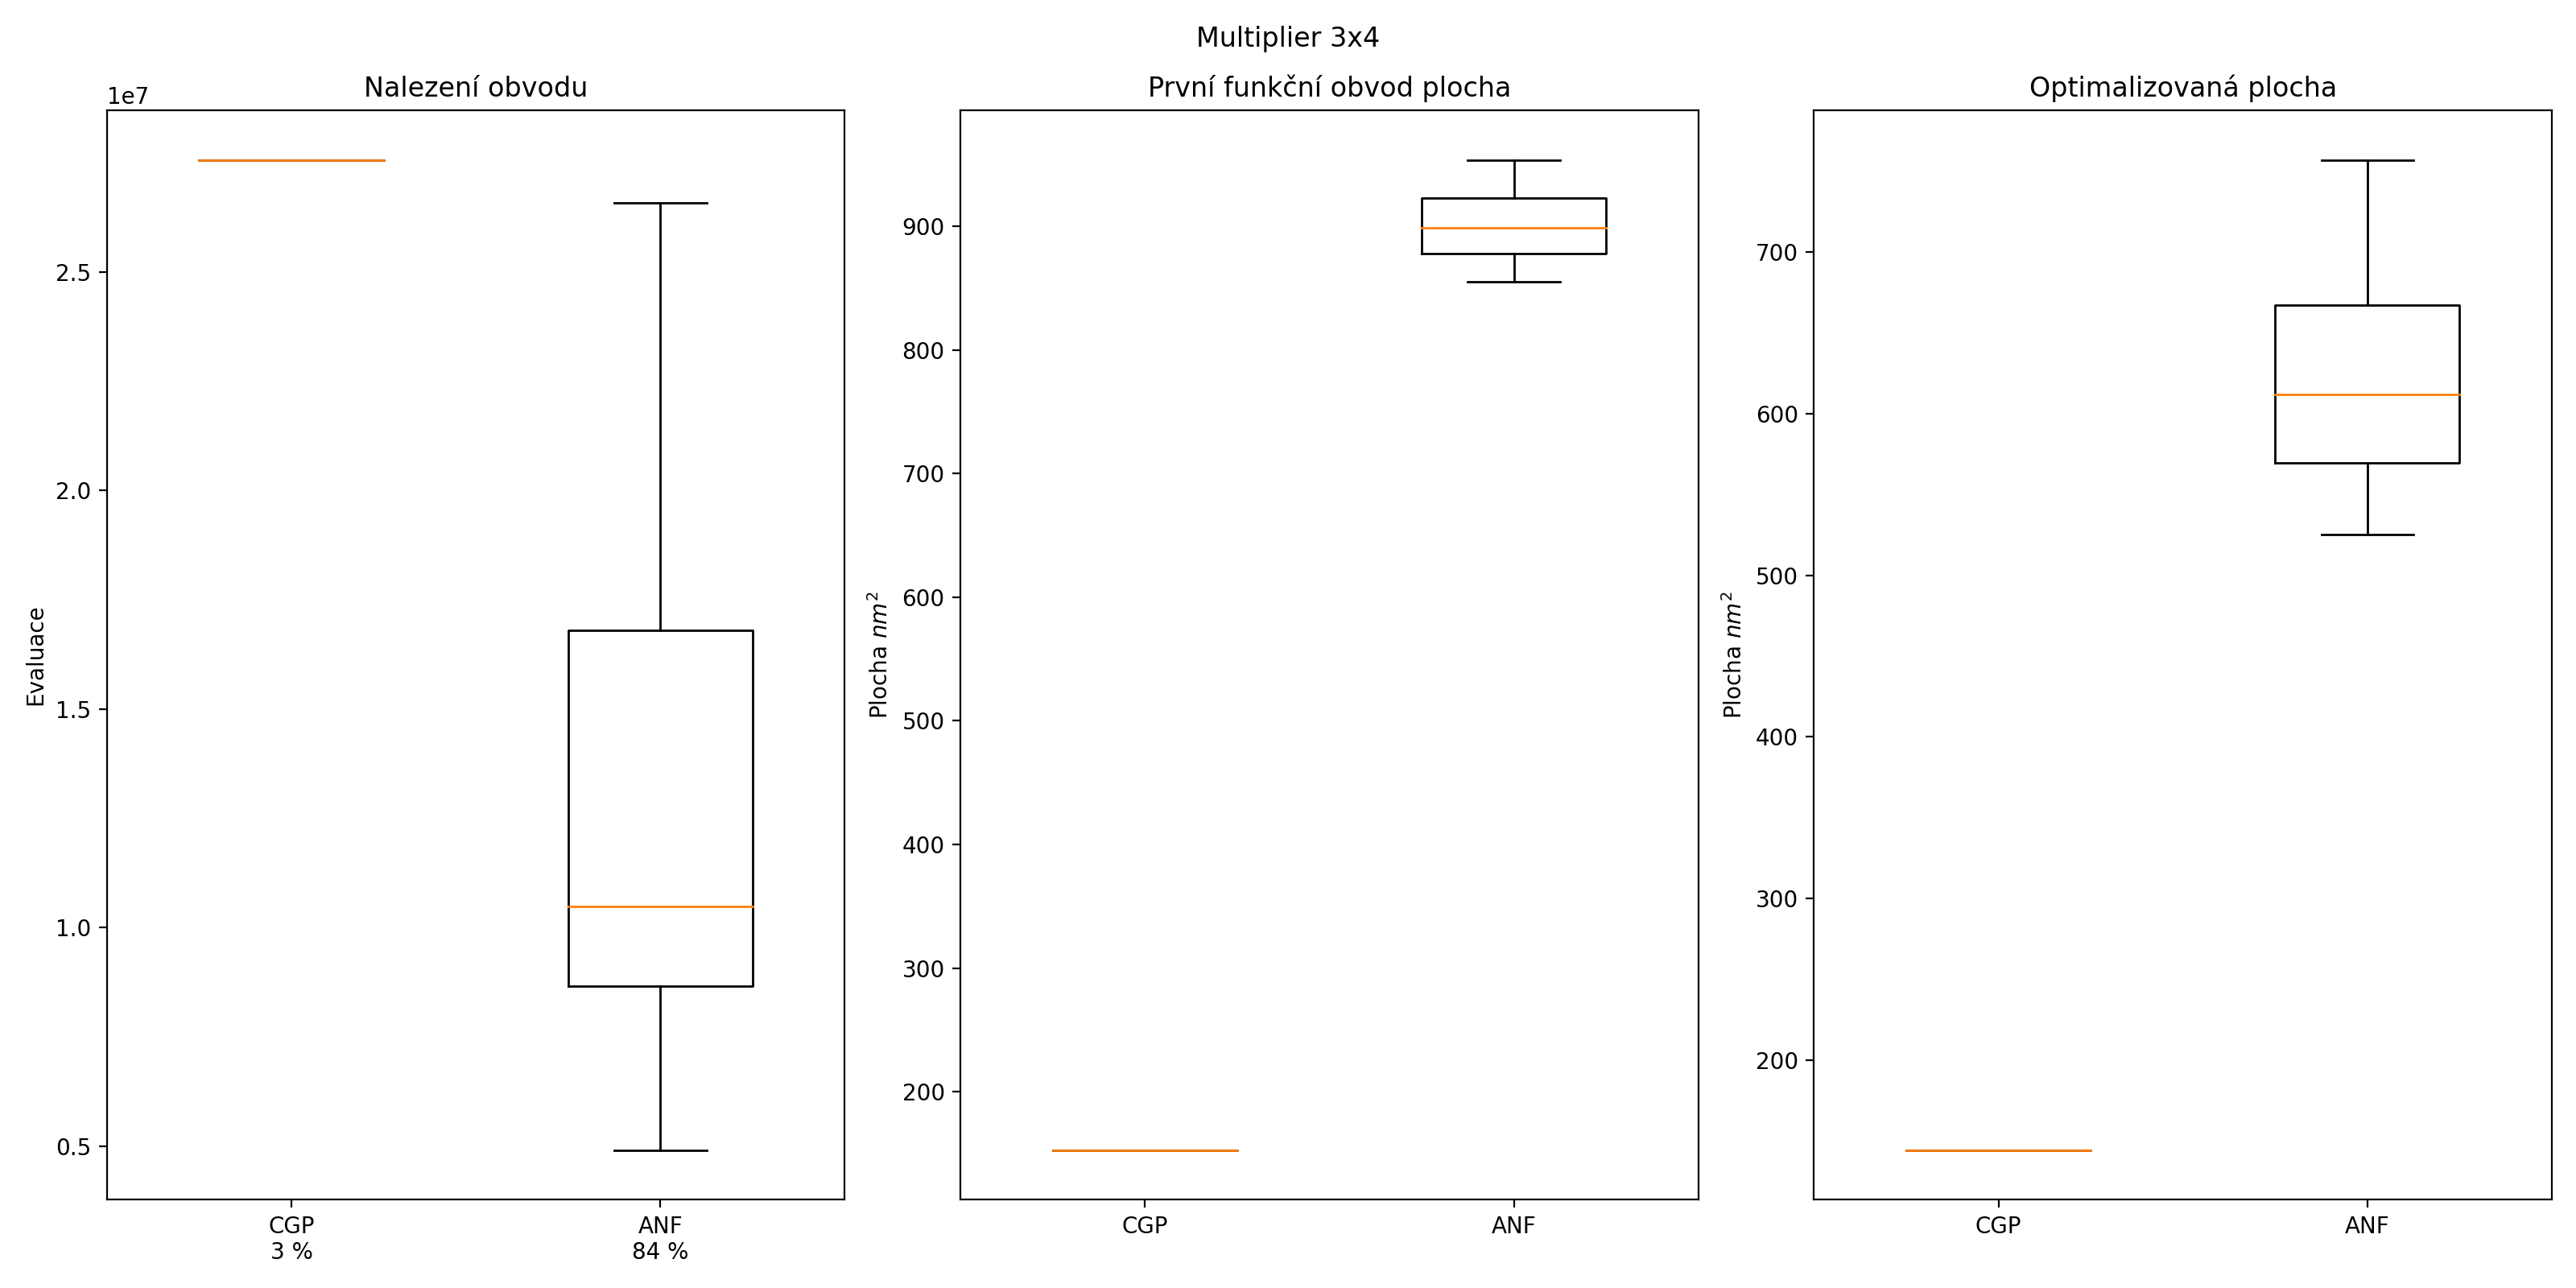 Multiplier 3x4
Nalezení obvodu
1e7
Evaluace
2.5
2.0
1.5
1.0
0.5
CGP
3 %
ANF
84 %
První funkční obvod plocha
Plocha nm²
900
800
700
600
500
400
300
200
CGP
ANF
Optimalizovaná plocha
Plocha nm²
700
600
500
400
300
200
CGP
ANF